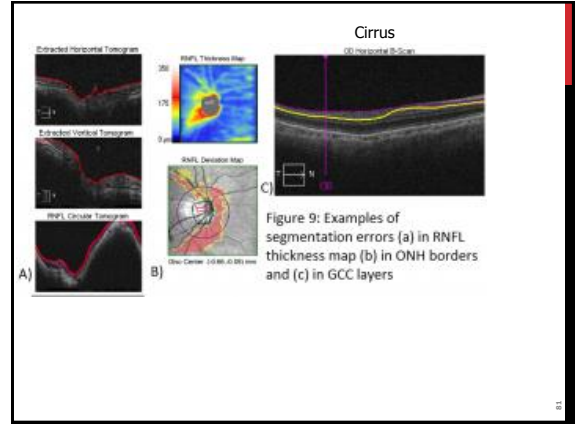 Cirrus
Extracted Horizontal Tomogram
RNFL Thickness Map
OD Horizontal B-Scan
350
175
0 µm
Extracted Vertical Tomogram
RNFL Deviation Map
RNFL Circular Tomogram
T
N
C)
A)
B)
Figure 9: Examples of
segmentation errors (a) in RNFL
thickness map (b) in ONH borders
and (c) in GCC layers
81